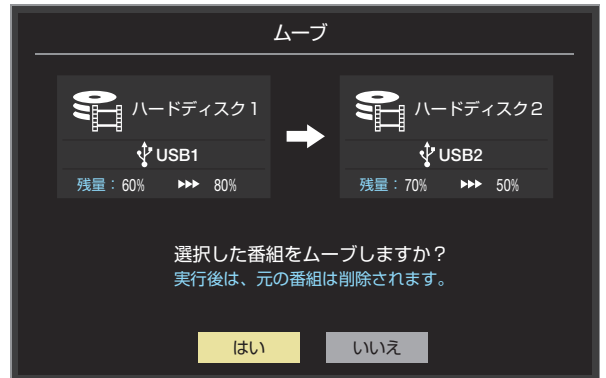 ムーブ
ハードディスク1
USB1
残量：60% ▸▸▸ 80%
ハードディスク2
USB2
残量：70% ▸▸▸ 50%
選択した番組をムーブしますか？
実行後は、元の番組は削除されます。
はい
いいえ